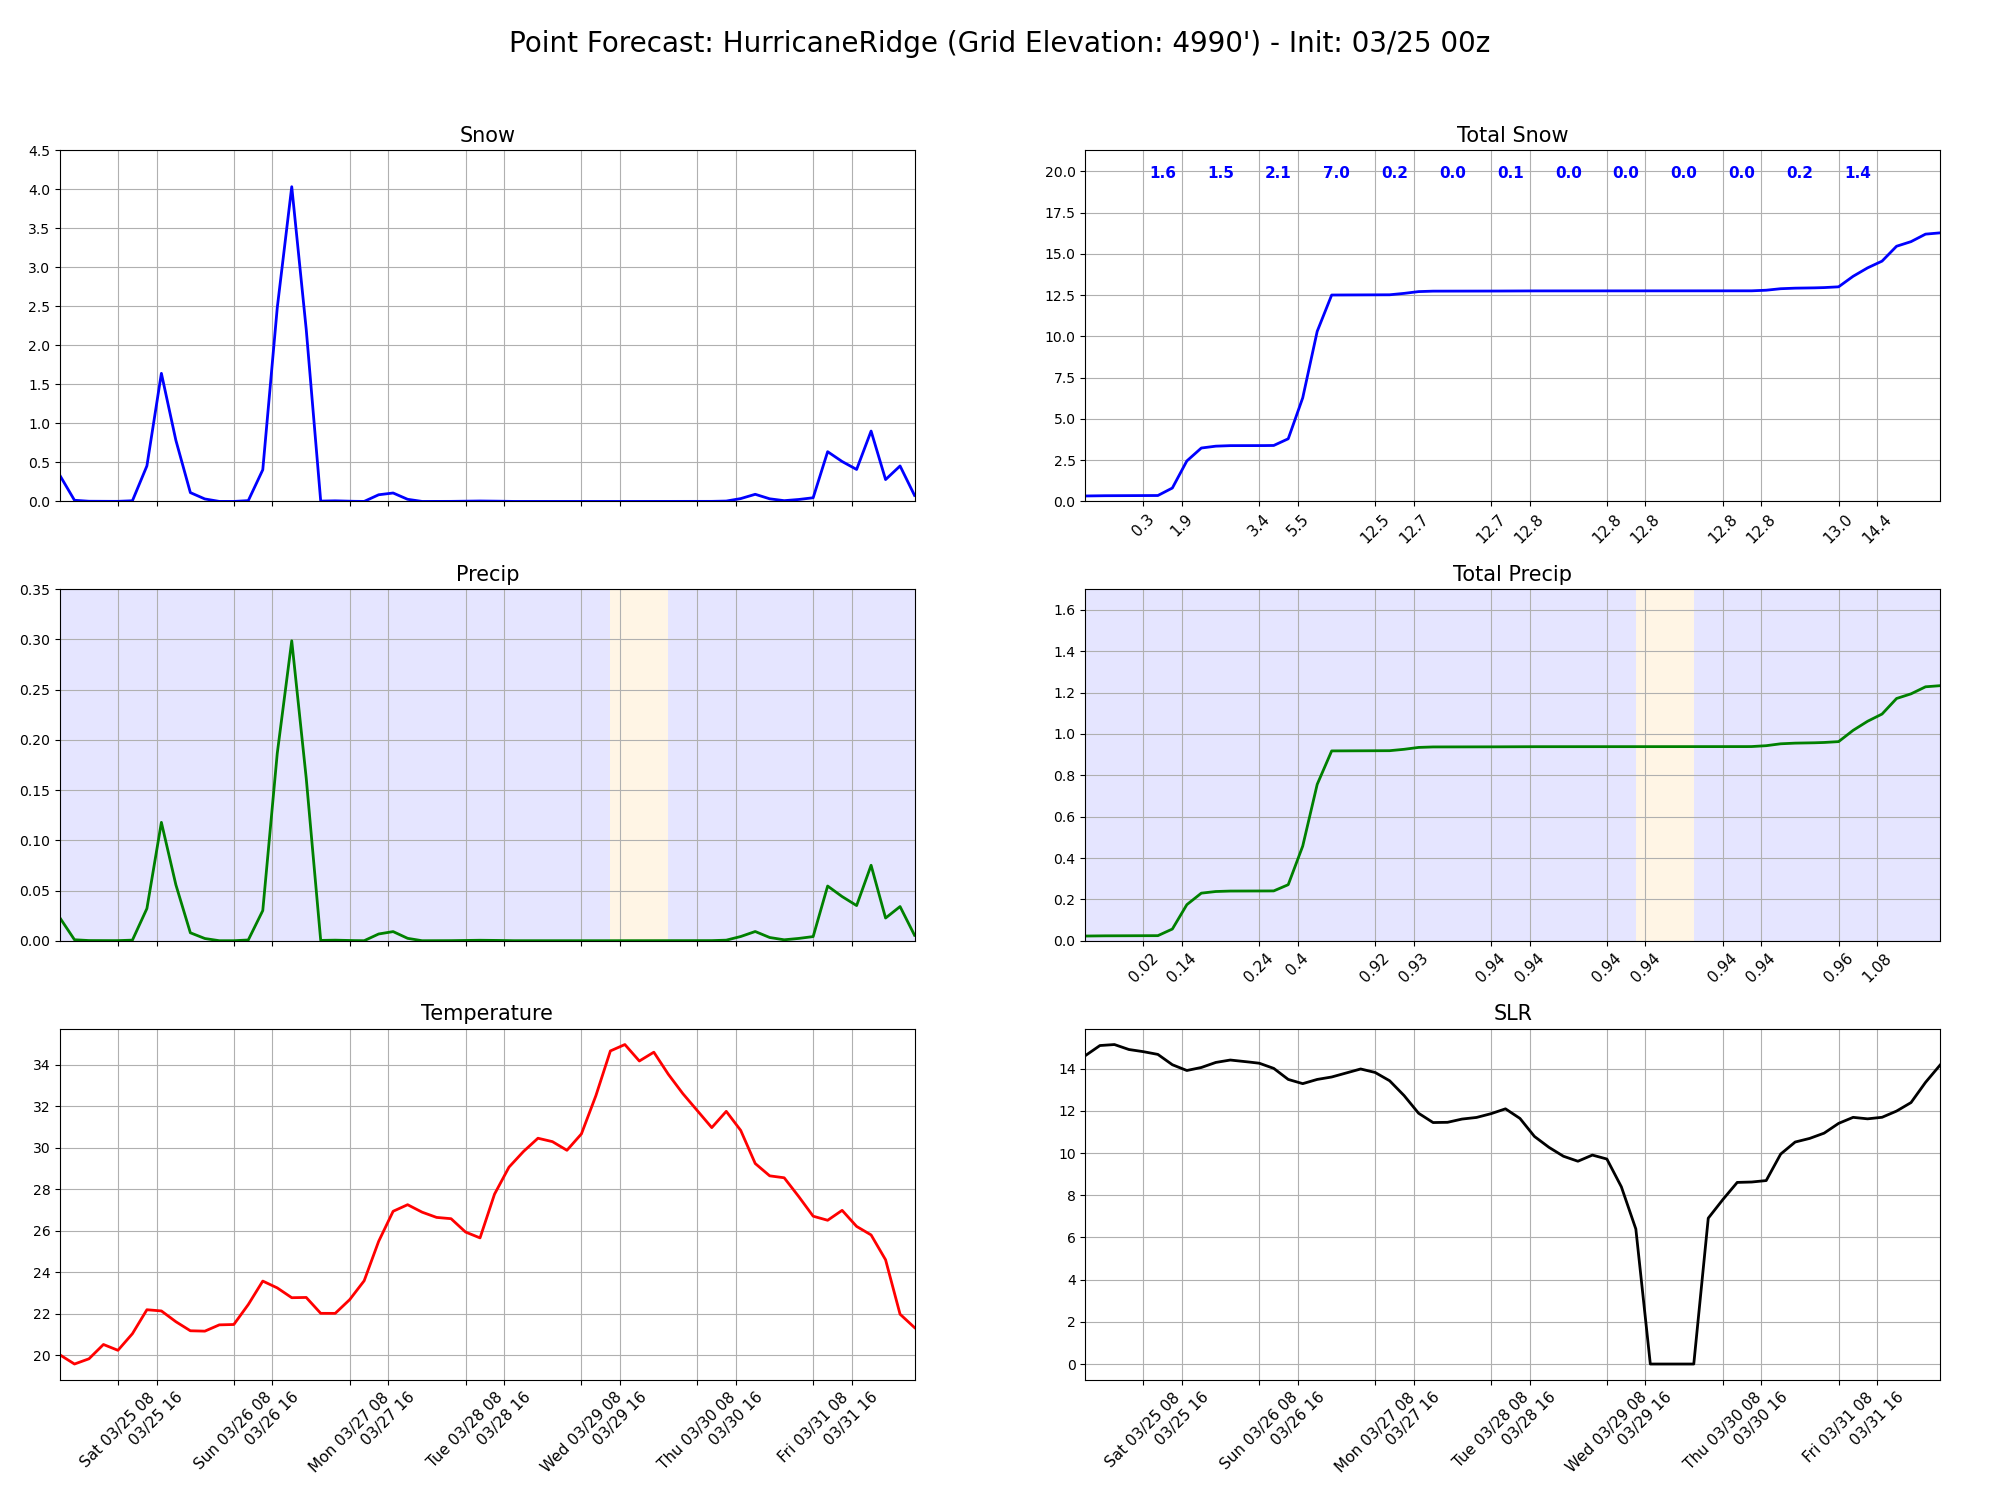 Point Forecast: HurricaneRidge (Grid Elevation: 4990') - Init: 03/25 00z
Snow
4.5
4.0
3.5
3.0
2.5
2.0
1.5
1.0
0.5
0.0
Total Snow
20.0
17.5
15.0
12.5
10.0
7.5
5.0
2.5
0.0
1.6 1.5 2.1 7.0 0.2 0.0 0.1 0.0 0.0 0.0 0.0 0.2 1.4
0.3 1.9 3.4 5.5 12.5 12.7 12.7 12.8 12.8 12.8 12.8 12.8 13.0 14.4
Precip
0.35
0.30
0.25
0.20
0.15
0.10
0.05
0.00
Total Precip
1.6
1.4
1.2
1.0
0.8
0.6
0.4
0.2
0.0
0.02 0.14 0.24 0.4 0.92 0.93 0.94 0.94 0.94 0.94 0.94 0.94 0.96 1.08
Temperature
34
32
30
28
26
24
22
20
Sat 03/25 08
03/25 16
Sun 03/26 08
03/26 16
Mon 03/27 08
03/27 16
Tue 03/28 08
03/28 16
Wed 03/29 08
03/29 16
Thu 03/30 08
03/30 16
Fri 03/31 08
03/31 16
SLR
14
12
10
8
6
4
2
0
Sat 03/25 08
03/25 16
Sun 03/26 08
03/26 16
Mon 03/27 08
03/27 16
Tue 03/28 08
03/28 16
Wed 03/29 08
03/29 16
Thu 03/30 08
03/30 16
Fri 03/31 08
03/31 16